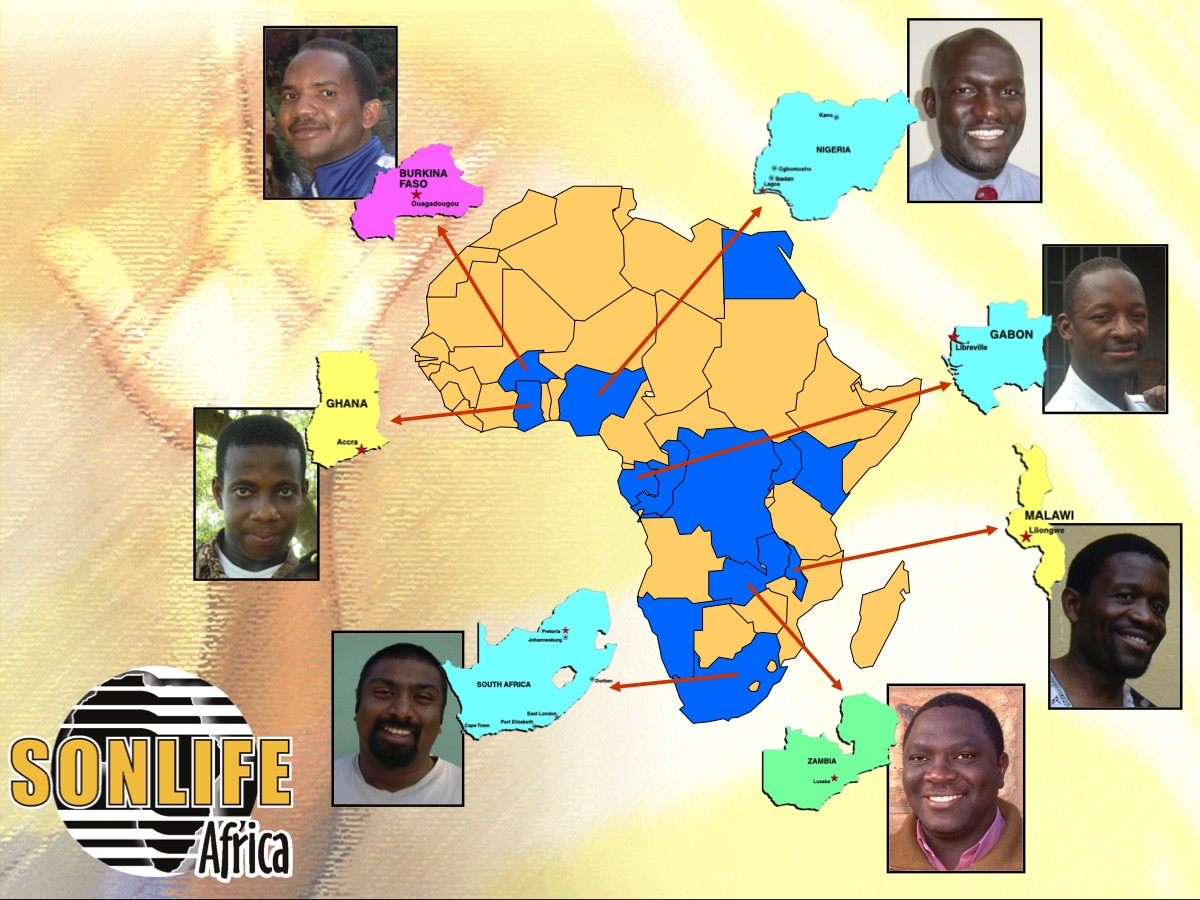 BURKINA
FASO
Ouagadougou
Kano
NIGERIA
Ogbomosho
Ibadan
Lagos
GABON
Libreville
GHANA
Accra
MALAWI
Lilongwe
Pretoria
Johannesburg
SOUTH AFRICA
Durban
East London
Port Elizabeth
Cape Town
ZAMBIA
Lusaka
SONLIFE
Africa